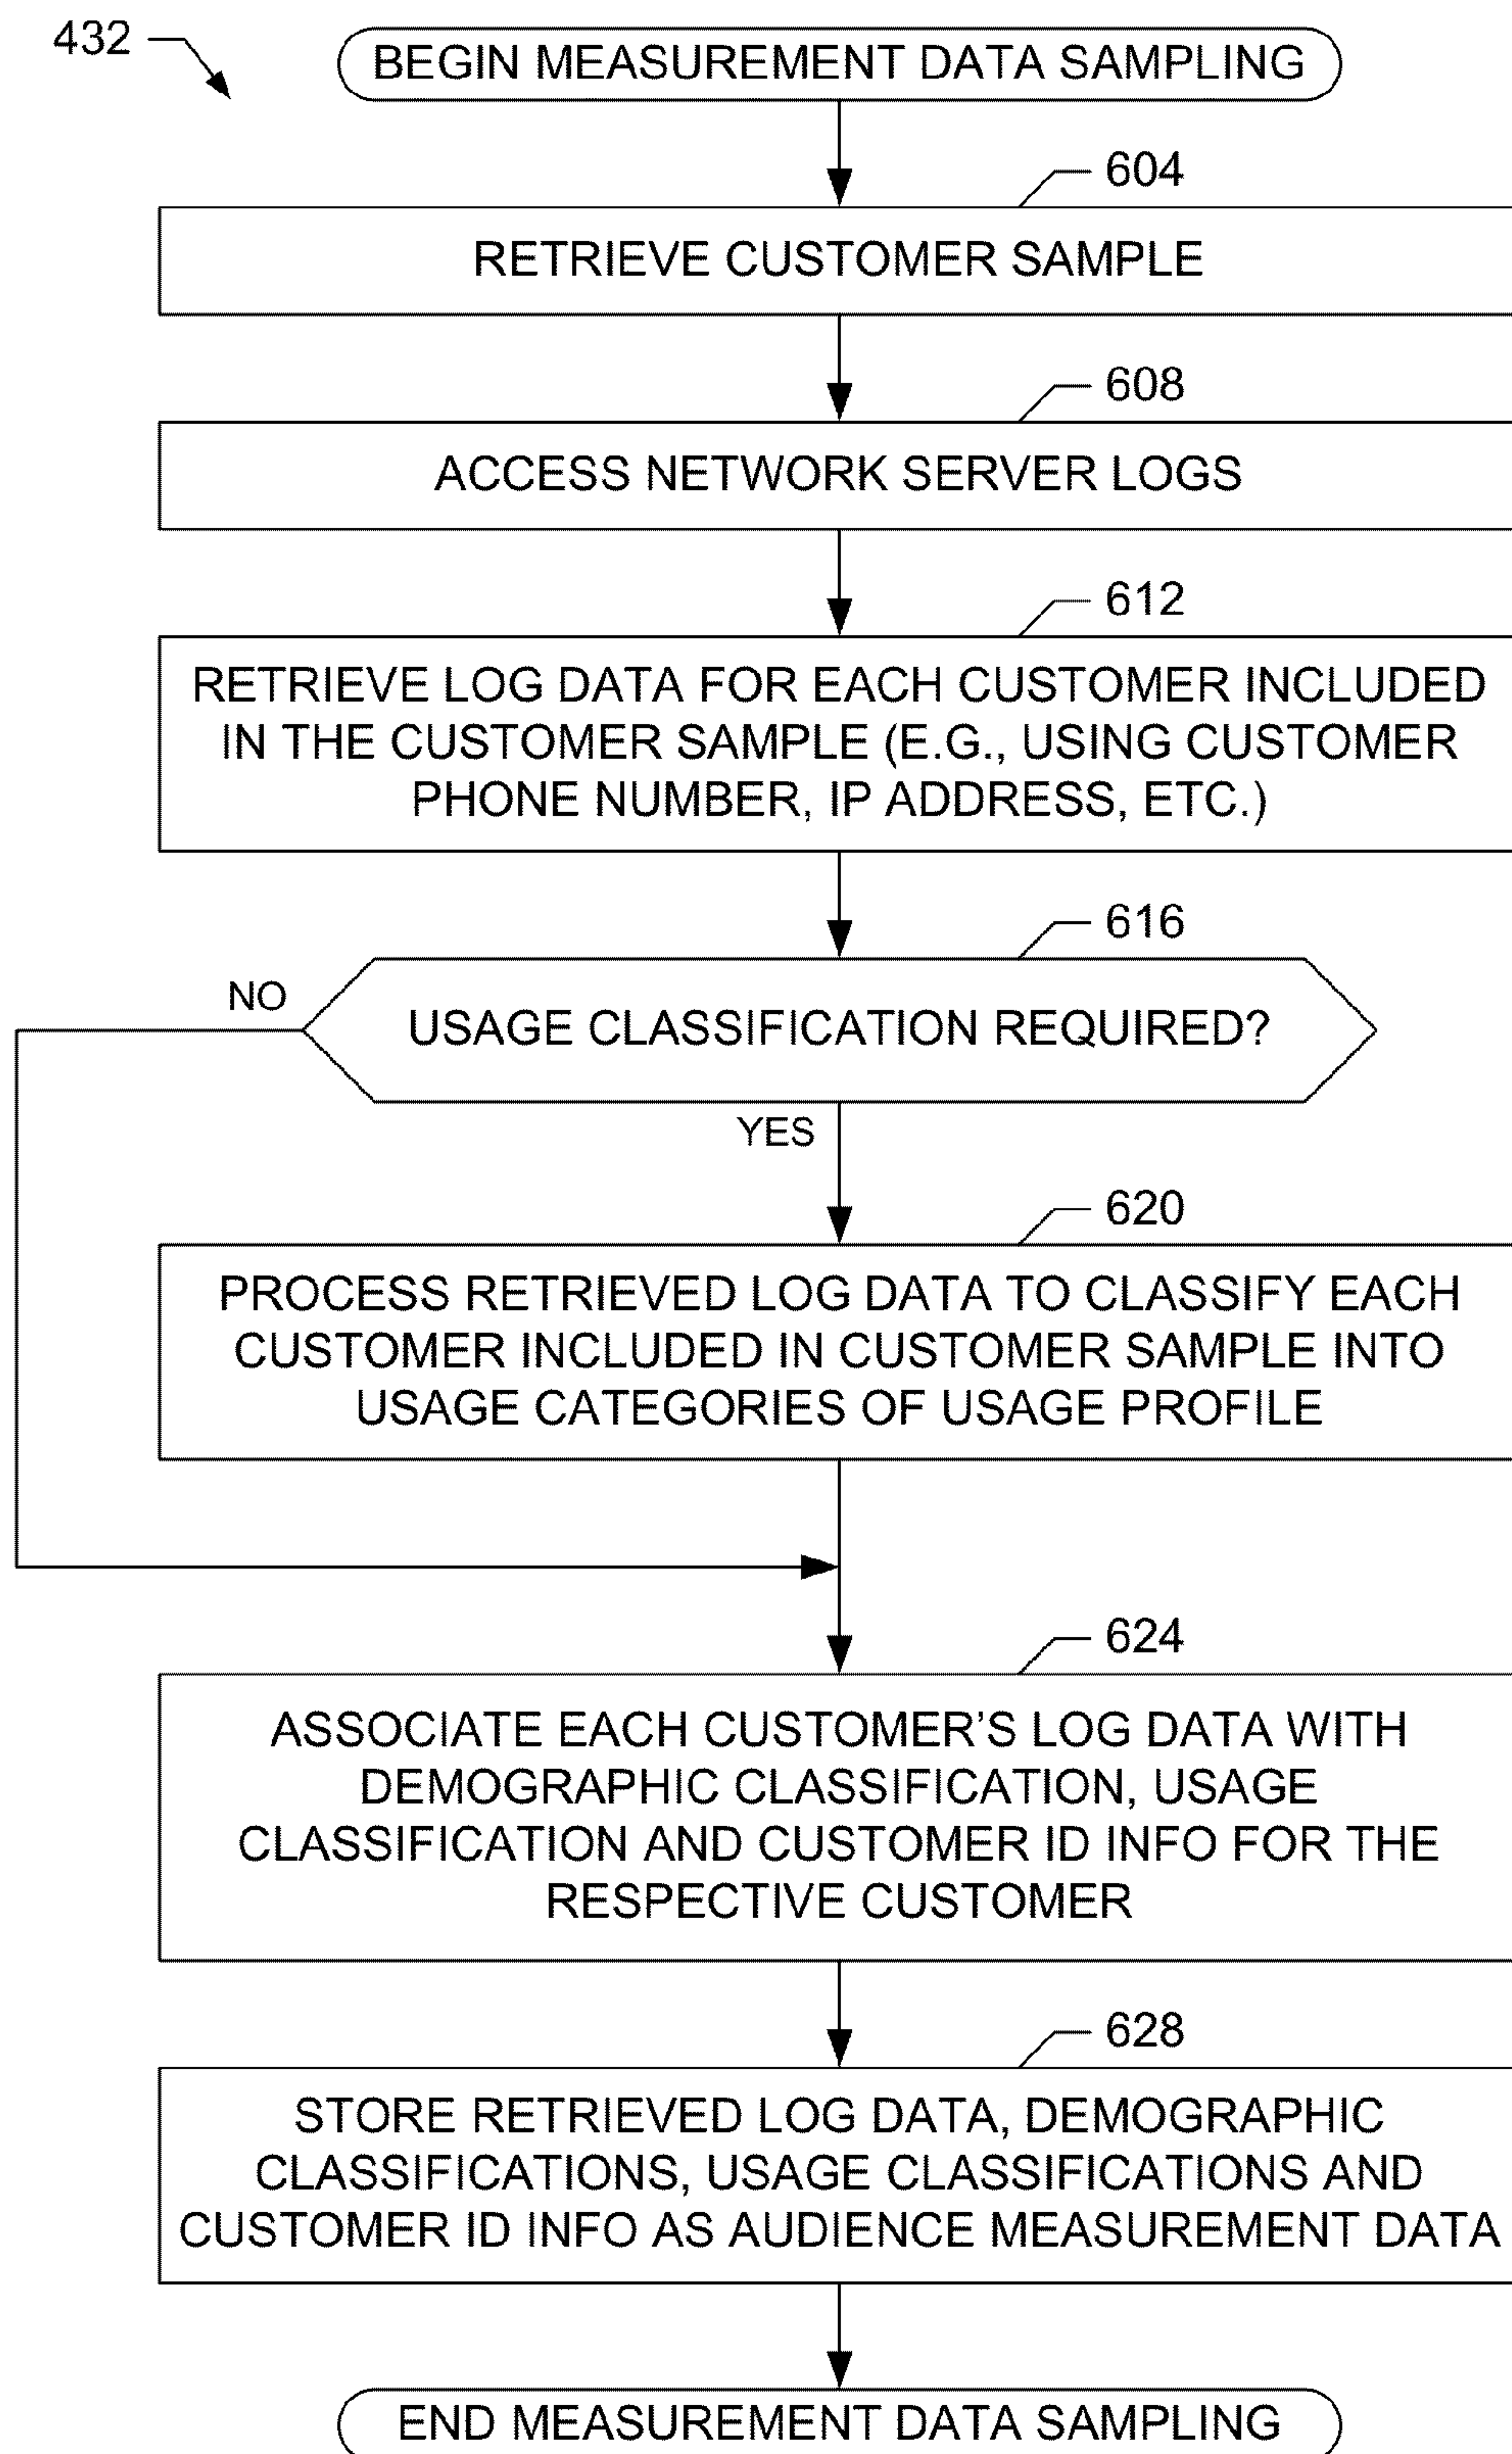 432
BEGIN MEASUREMENT DATA SAMPLING
604
RETRIEVE CUSTOMER SAMPLE
608
ACCESS NETWORK SERVER LOGS
612
RETRIEVE LOG DATA FOR EACH CUSTOMER INCLUDED
IN THE CUSTOMER SAMPLE (E.G., USING CUSTOMER
PHONE NUMBER, IP ADDRESS, ETC.)
616
NO
USAGE CLASSIFICATION REQUIRED?
YES
620
PROCESS RETRIEVED LOG DATA TO CLASSIFY EACH
CUSTOMER INCLUDED IN CUSTOMER SAMPLE INTO
USAGE CATEGORIES OF USAGE PROFILE
624
ASSOCIATE EACH CUSTOMER’S LOG DATA WITH
DEMOGRAPHIC CLASSIFICATION, USAGE
CLASSIFICATION AND CUSTOMER ID INFO FOR THE
RESPECTIVE CUSTOMER
628
STORE RETRIEVED LOG DATA, DEMOGRAPHIC
CLASSIFICATIONS, USAGE CLASSIFICATIONS AND
CUSTOMER ID INFO AS AUDIENCE MEASUREMENT DATA
END MEASUREMENT DATA SAMPLING